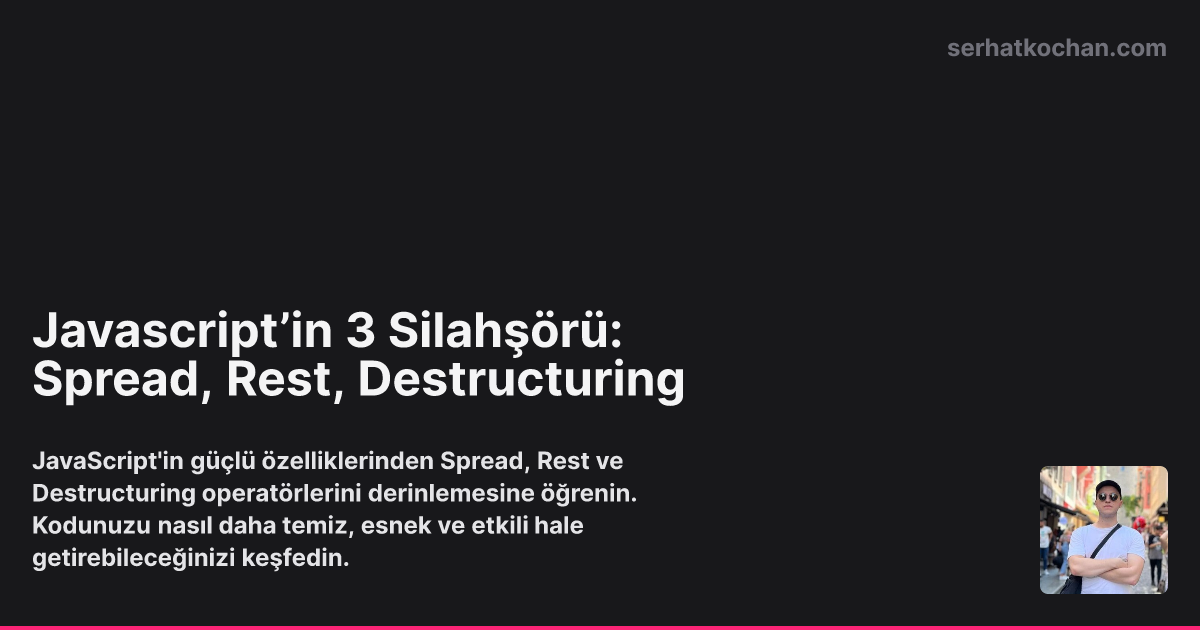 serhatkochan.com
Javascript’in 3 Silahşörü:
Spread, Rest, Destructuring
JavaScript'in güçlü özelliklerinden Spread, Rest ve
Destructuring operatörlerini derinlemesine öğrenin.
Kodunuzu nasıl daha temiz, esnek ve etkili hale
getirebileceğinizi keşfedin.